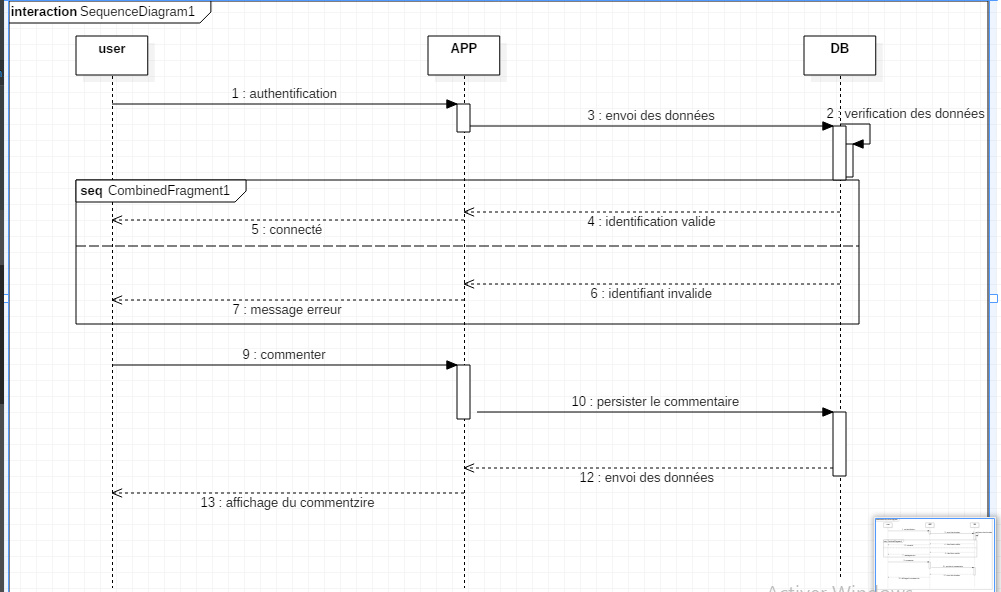 interaction SequenceDiagram1
user
APP
DB
1 : authentification
3 : envoi des données
2 : verification des données
seq CombinedFragment1
4 : identification valide
5 : connecté
6 : identifiant invalide
7 : message erreur
9 : commenter
10 : persister le commentaire
12 : envoi des données
13 : affichage du commentzire
Activer Windows